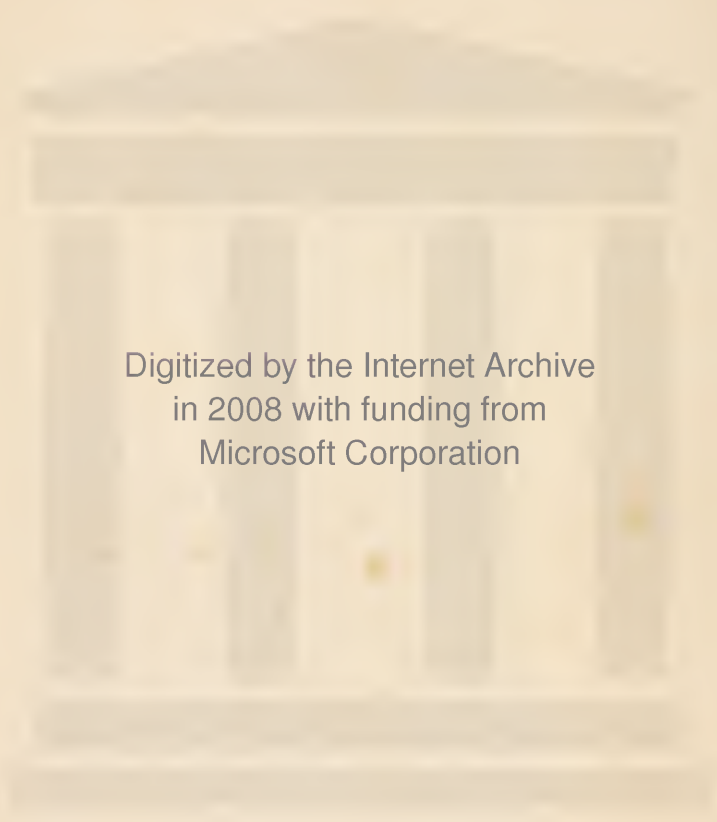 Digitized by the Internet Archive
in 2008 with funding from
Microsoft Corporation